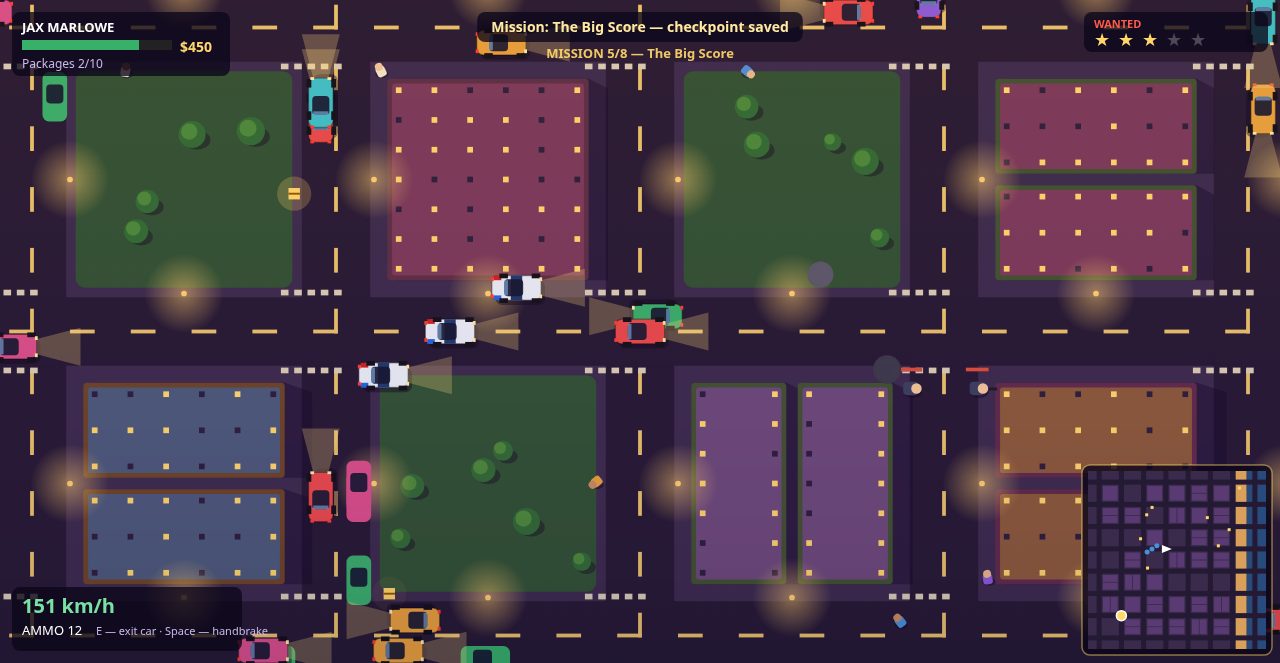 JAX MARLOWE
$450
Packages 2/10
Mission: The Big Score — checkpoint saved
MISSION 5/8 — The Big Score
WANTED
★ ★ ★ ★ ★
151 km/h
AMMO 12 E — exit car · Space — handbrake